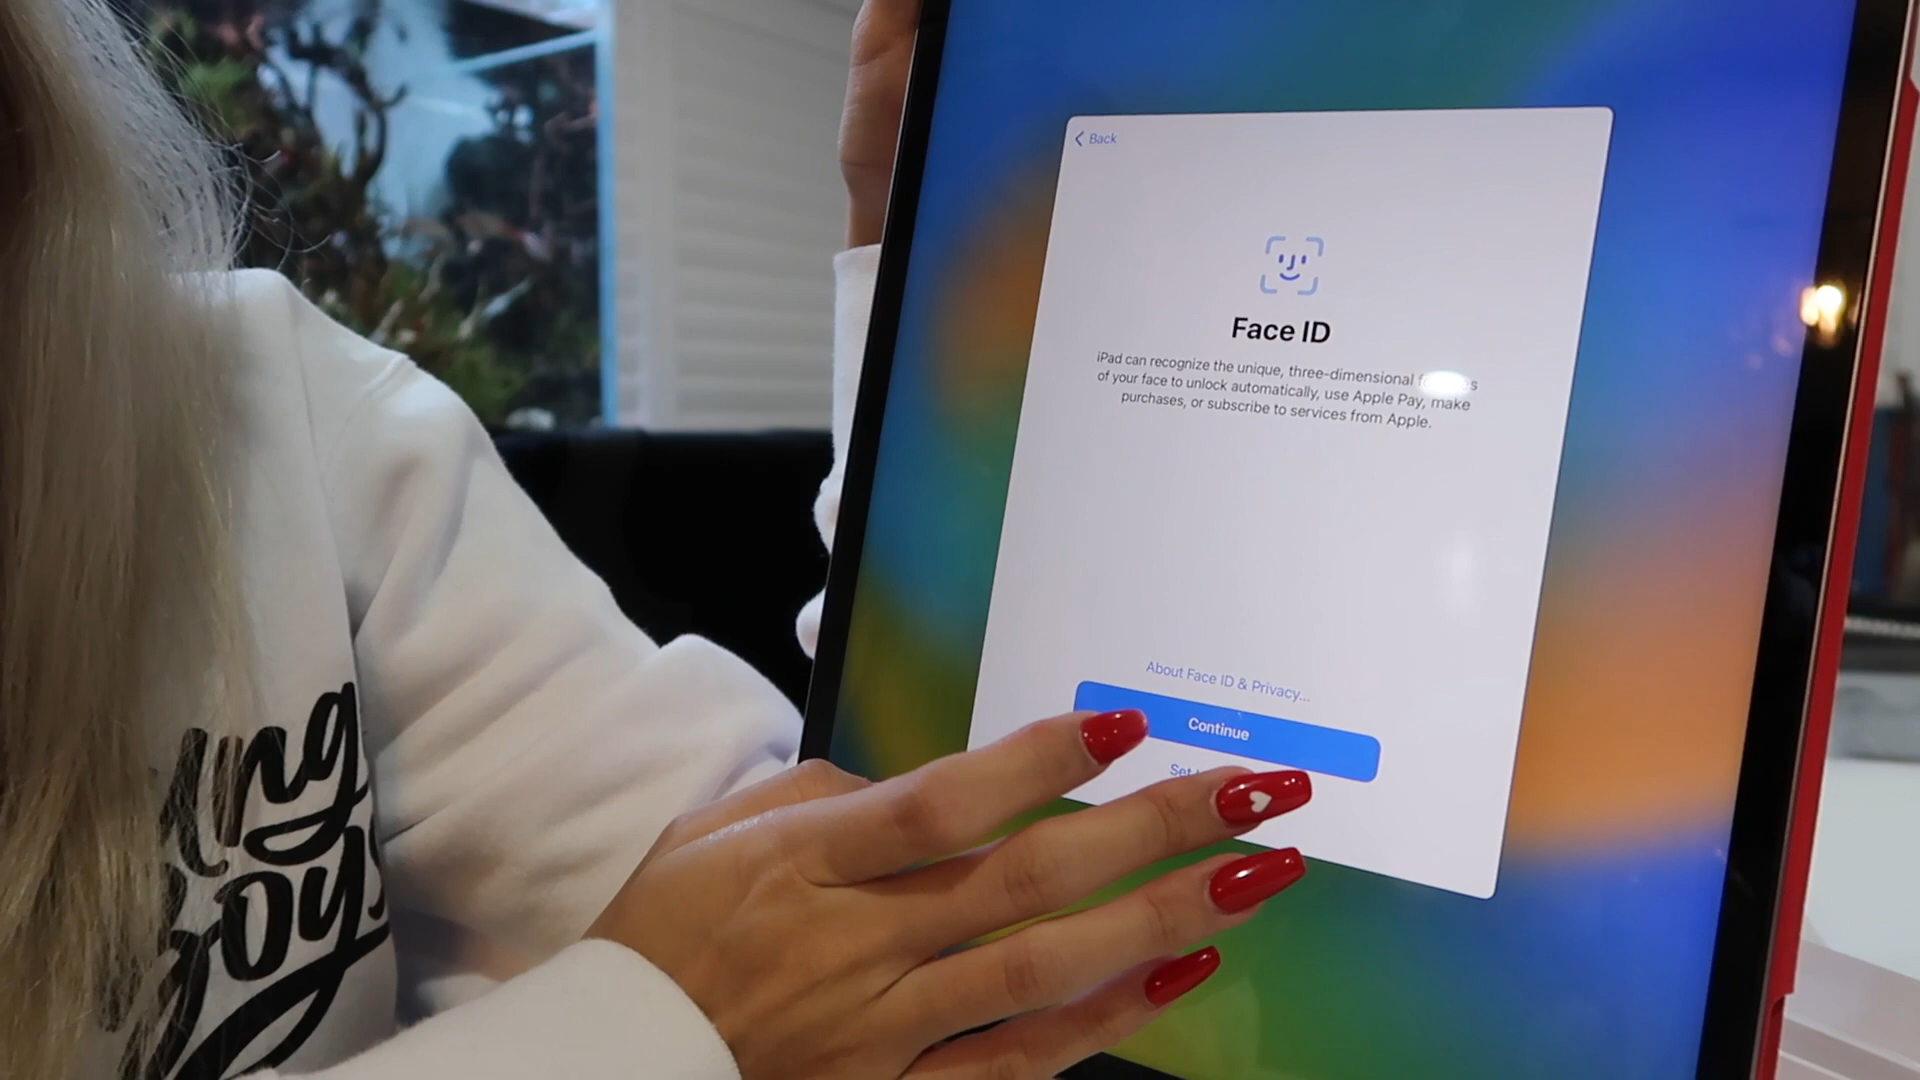 Back
Face ID
iPad can recognize the unique, three-dimensional
of your face to unlock automatically, use Apple Pay, make
purchases, or subscribe to services from Apple.
About Face ID & Privacy...
Continue
Set